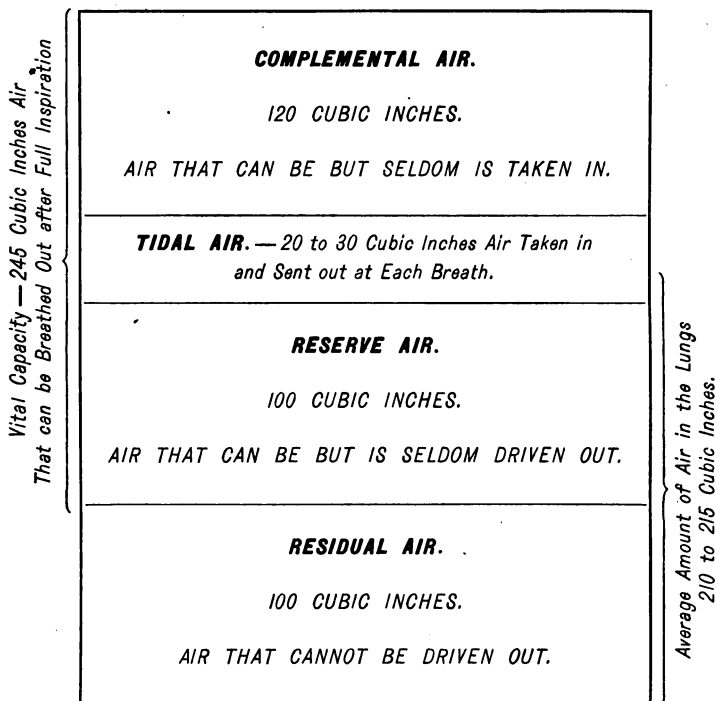 Vital Capacity — 245 Cubic Inches Air
That can be Breathed Out after Full Inspiration
COMPLEMENTAL AIR.
120 CUBIC INCHES.
AIR THAT CAN BE BUT SELDOM IS TAKEN IN.
TIDAL AIR. — 20 to 30 Cubic Inches Air Taken in
and Sent out at Each Breath.
RESERVE AIR.
100 CUBIC INCHES.
AIR THAT CAN BE BUT IS SELDOM DRIVEN OUT.
RESIDUAL AIR.
100 CUBIC INCHES.
AIR THAT CANNOT BE DRIVEN OUT.
Average Amount of Air in the Lungs
210 to 215 Cubic Inches.